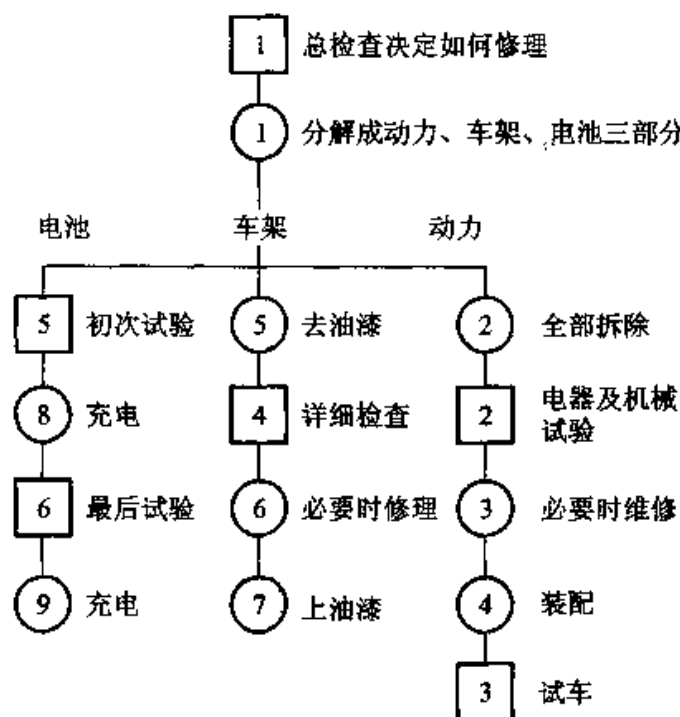 1 总检查决定如何修理
1 分解成动力、车架、电池三部分
电池 车架 动力
5 初次试验 5 去油漆 2 全部拆除
8 充电 4 详细检查 2 电器及机械
试验
6 最后试验 6 必要时修理 3 必要时维修
9 充电 7 上油漆 4 装配
3 试车